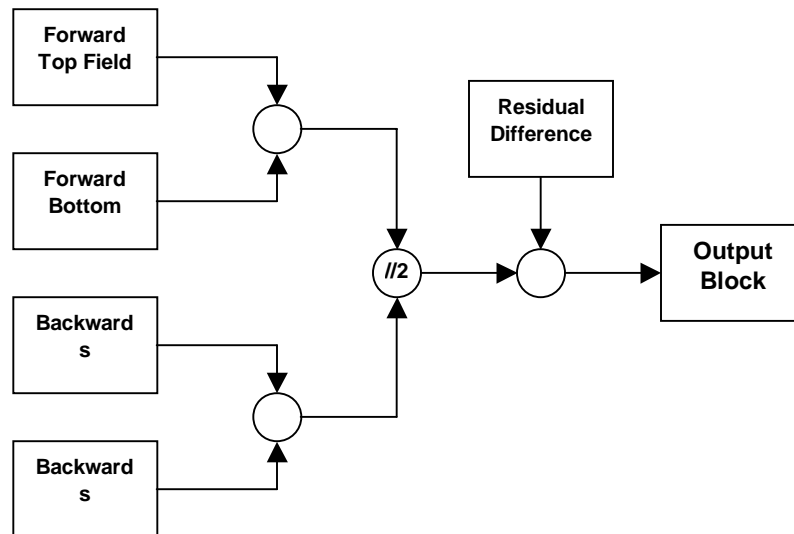 Forward
Top Field
Forward
Bottom
Backward
s
Backward
s
//2
Residual
Difference
Output
Block